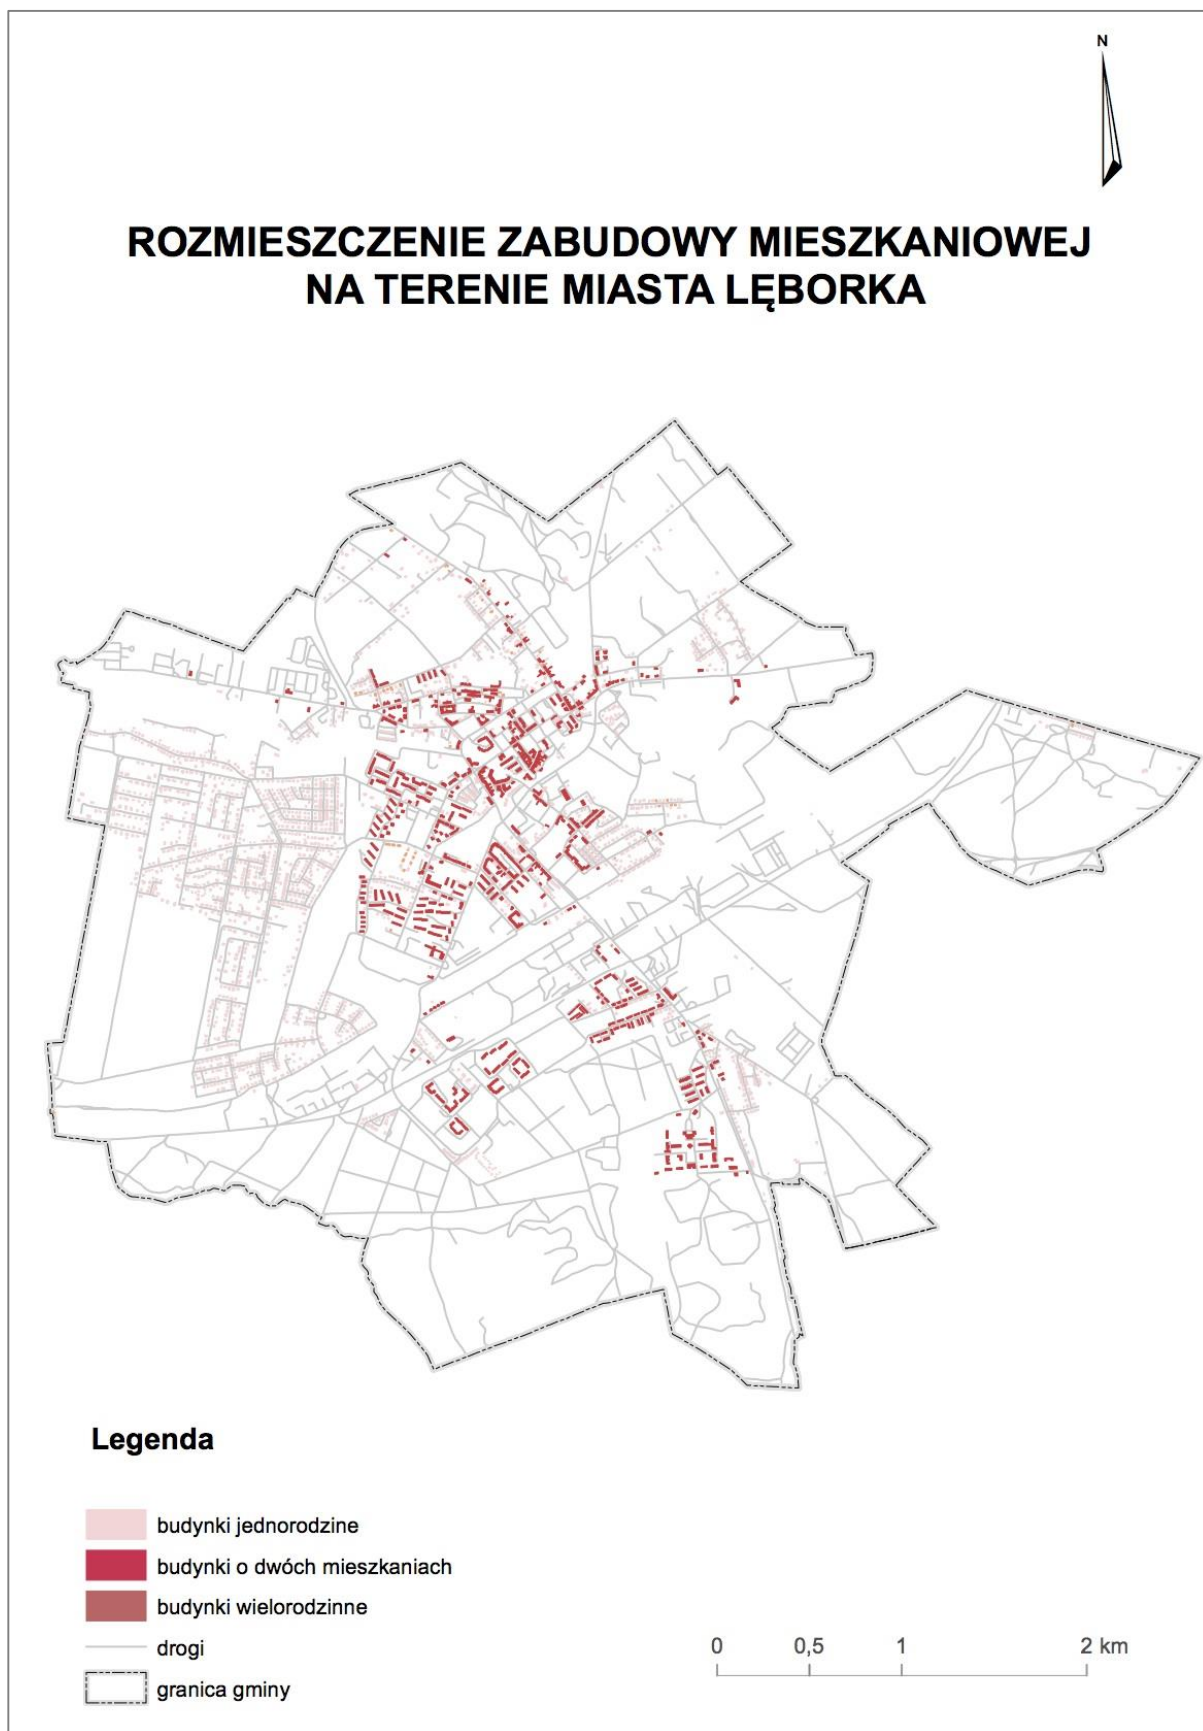 N
ROZMIESZCZENIE ZABUDOWY MIESZKANIOWEJ
NA TERENIE MIASTA LĘBORKA
Legenda
budynki jednorodzine
budynki o dwóch mieszkaniach
budynki wielorodzinne
drogi
granica gminy
0 0,5 1 2 km